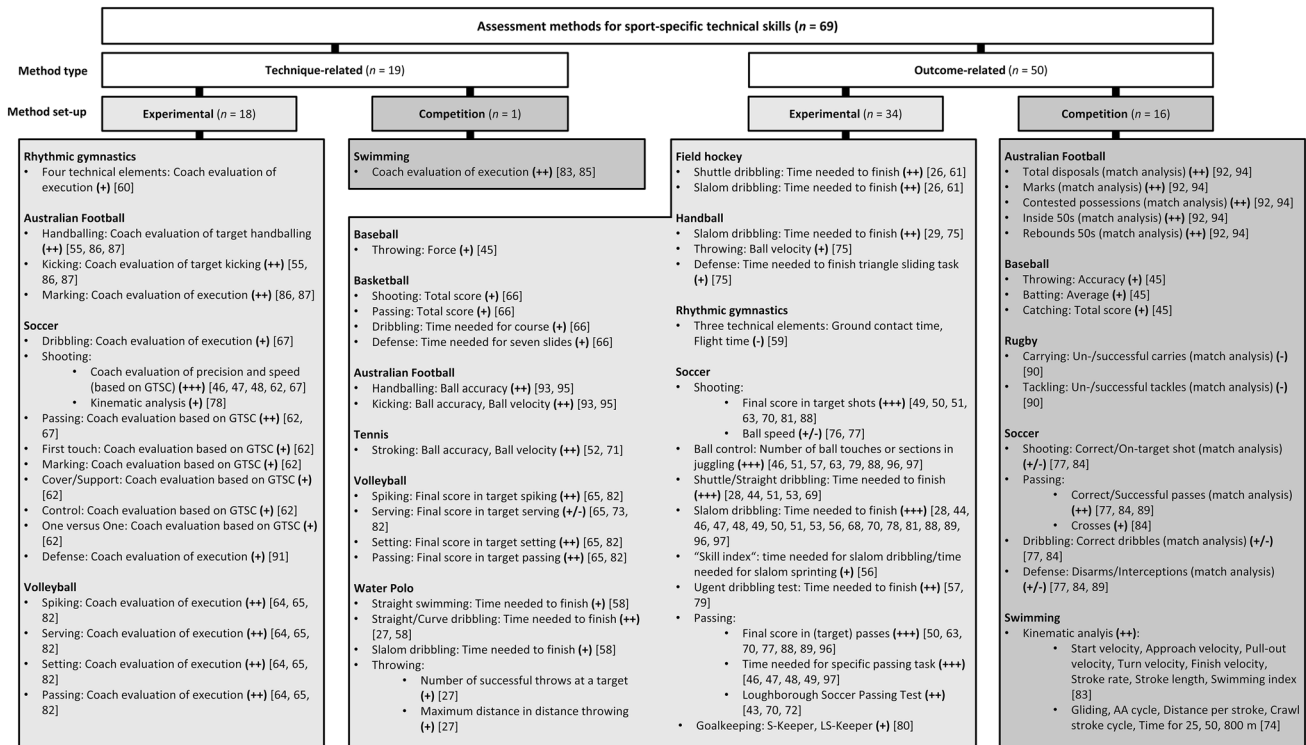 Assessment methods for sport-specific technical skills (n = 69)
Method type
Technique-related (n = 19)
Outcome-related (n = 50)
Method set-up
Experimental (n = 18)
Competition (n = 1)
Experimental (n = 34)
Competition (n = 16)
Rhythmic gymnastics
• Four technical elements: Coach evaluation of
execution (+) [60]
Australian Football
• Handballing: Coach evaluation of target handballing
(++) [55, 86, 87]
• Kicking: Coach evaluation of target kicking (++) [55,
86, 87]
• Marking: Coach evaluation of execution (++) [86, 87]
Soccer
• Dribbling: Coach evaluation of execution (+) [67]
• Shooting:
• Coach evaluation of precision and speed
(based on GTSC) (+++) [46, 47, 48, 62, 67]
• Kinematic analysis (+) [78]
• Passing: Coach evaluation based on GTSC (++) [62,
67]
• First touch: Coach evaluation based on GTSC (+) [62]
• Marking: Coach evaluation based on GTSC (+) [62]
• Cover/Support: Coach evaluation based on GTSC (+)
[62]
• Control: Coach evaluation based on GTSC (+) [62]
• One versus One: Coach evaluation based on GTSC (+)
[62]
• Defense: Coach evaluation of execution (+) [91]
Volleyball
• Spiking: Coach evaluation of execution (++) [64, 65,
82]
• Serving: Coach evaluation of execution (++) [64, 65,
82]
• Setting: Coach evaluation of execution (++) [64, 65,
82]
• Passing: Coach evaluation of execution (++) [64, 65,
82]
Swimming
• Coach evaluation of execution (++) [83, 85]
Baseball
• Throwing: Force (+) [45]
Basketball
• Shooting: Total score (+) [66]
• Passing: Total score (+) [66]
• Dribbling: Time needed for course (+) [66]
• Defense: Time needed for seven slides (+) [66]
Australian Football
• Handballing: Ball accuracy (++) [93, 95]
• Kicking: Ball accuracy, Ball velocity (++) [93, 95]
Tennis
• Stroking: Ball accuracy, Ball velocity (++) [52, 71]
Volleyball
• Spiking: Final score in target spiking (++) [65, 82]
• Serving: Final score in target serving (+/-) [65, 73,
82]
• Setting: Final score in target setting (++) [65, 82]
• Passing: Final score in target passing (++) [65, 82]
Water Polo
• Straight swimming: Time needed to finish (+) [58]
• Straight/Curve dribbling: Time needed to finish (++)
[27, 58]
• Slalom dribbling: Time needed to finish (+) [58]
• Throwing:
• Number of successful throws at a target
(+) [27]
• Maximum distance in distance throwing
(+) [27]
Field hockey
• Shuttle dribbling: Time needed to finish (++) [26, 61]
• Slalom dribbling: Time needed to finish (++) [26, 61]
Handball
• Slalom dribbling: Time needed to finish (++) [29, 75]
• Throwing: Ball velocity (+) [75]
• Defense: Time needed to finish triangle sliding task
(+) [75]
Rhythmic gymnastics
• Three technical elements: Ground contact time,
Flight time (-) [59]
Soccer
• Shooting:
• Final score in target shots (+++) [49, 50, 51,
63, 70, 81, 88]
• Ball speed (+/-) [76, 77]
• Ball control: Number of ball touches or sections in
juggling (+++) [46, 51, 57, 63, 79, 88, 96, 97]
• Shuttle/Straight dribbling: Time needed to finish
(+++) [28, 44, 51, 53, 69]
• Slalom dribbling: Time needed to finish (+++) [28, 44,
46, 47, 48, 49, 50, 51, 53, 56, 68, 70, 78, 81, 88, 89,
96, 97]
• “Skill index“: time needed for slalom dribbling/time
needed for slalom sprinting (+) [56]
• Ugent dribbling test: Time needed to finish (++) [57,
79]
• Passing:
• Final score in (target) passes (+++) [50, 63,
70, 77, 88, 89, 96]
• Time needed for specific passing task (+++)
[46, 47, 48, 49, 97]
• Loughborough Soccer Passing Test (++)
[43, 70, 72]
• Goalkeeping: S-Keeper, LS-Keeper (+) [80]
Australian Football
• Total disposals (match analysis) (++) [92, 94]
• Marks (match analysis) (++) [92, 94]
• Contested possessions (match analysis) (++) [92, 94]
• Inside 50s (match analysis) (++) [92, 94]
• Rebounds 50s (match analysis) (++) [92, 94]
Baseball
• Throwing: Accuracy (+) [45]
• Batting: Average (+) [45]
• Catching: Total score (+) [45]
Rugby
• Carrying: Un-/successful carries (match analysis) (-)
[90]
• Tackling: Un-/successful tackles (match analysis) (-)
[90]
Soccer
• Shooting: Correct/On-target shot (match analysis)
(+/-) [77, 84]
• Passing:
• Correct/Successful passes (match analysis)
(++) [77, 84, 89]
• Crosses (+) [84]
• Dribbling: Correct dribbles (match analysis) (+/-)
[77, 84]
• Defense: Disarms/Interceptions (match analysis)
(+/-) [77, 84, 89]
Swimming
• Kinematic analyis (++):
• Start velocity, Approach velocity, Pull-out
velocity, Turn velocity, Finish velocity,
Stroke rate, Stroke length, Swimming index
[83]
• Gliding, AA cycle, Distance per stroke, Crawl
stroke cycle, Time for 25, 50, 800 m [74]